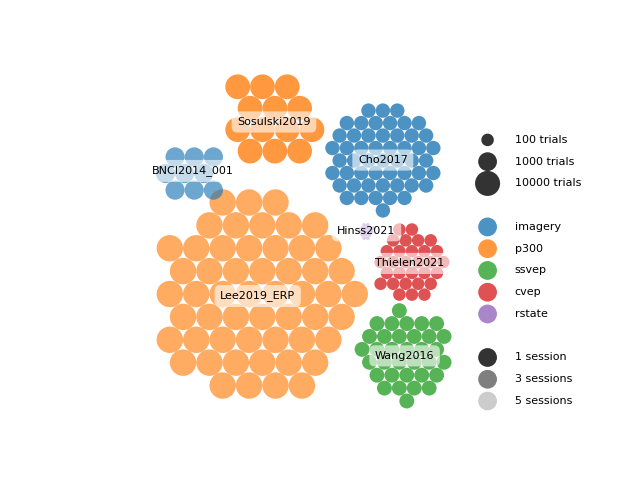 Sosulski2019
BNCI2014_001
Cho2017
Hinss2021
Thielen2021
Lee2019_ERP
Wang2016
100 trials
1000 trials
10000 trials
imagery
p300
ssvep
cvep
rstate
1 session
3 sessions
5 sessions